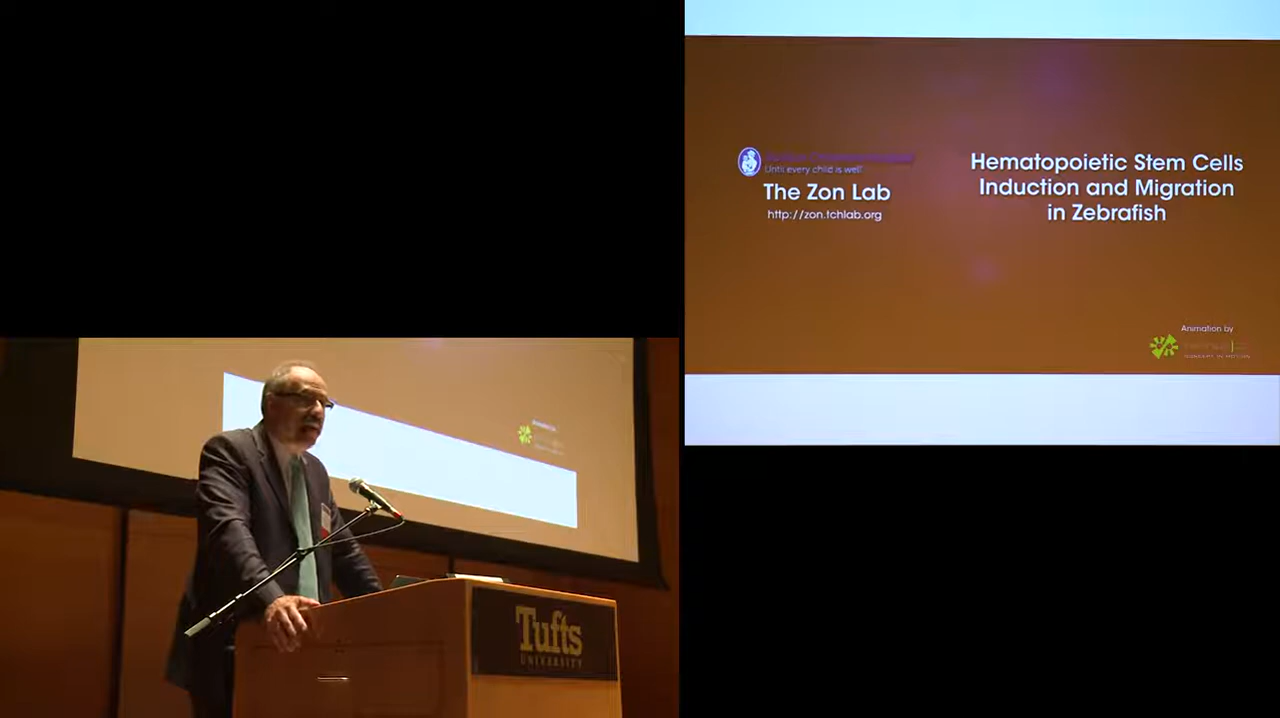 Until every child is well
The Zon Lab
http://zon.tchlab.org
Hematopoietic Stem Cells
Induction and Migration
in Zebrafish
Animation by
Tufts
UNIVERSITY